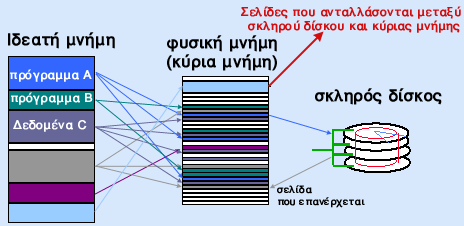 Σελίδες που ανταλλάσονται μεταξύ
σκληρού δίσκου και κύριας μνήμης
Ιδεατή μνήμη
φυσική μνήμη
(κύρια μνήμη)
πρόγραμμα Α
πρόγραμμα Β
Δεδομένα C
σκληρός δίσκος
σελίδα
που επανέρχεται